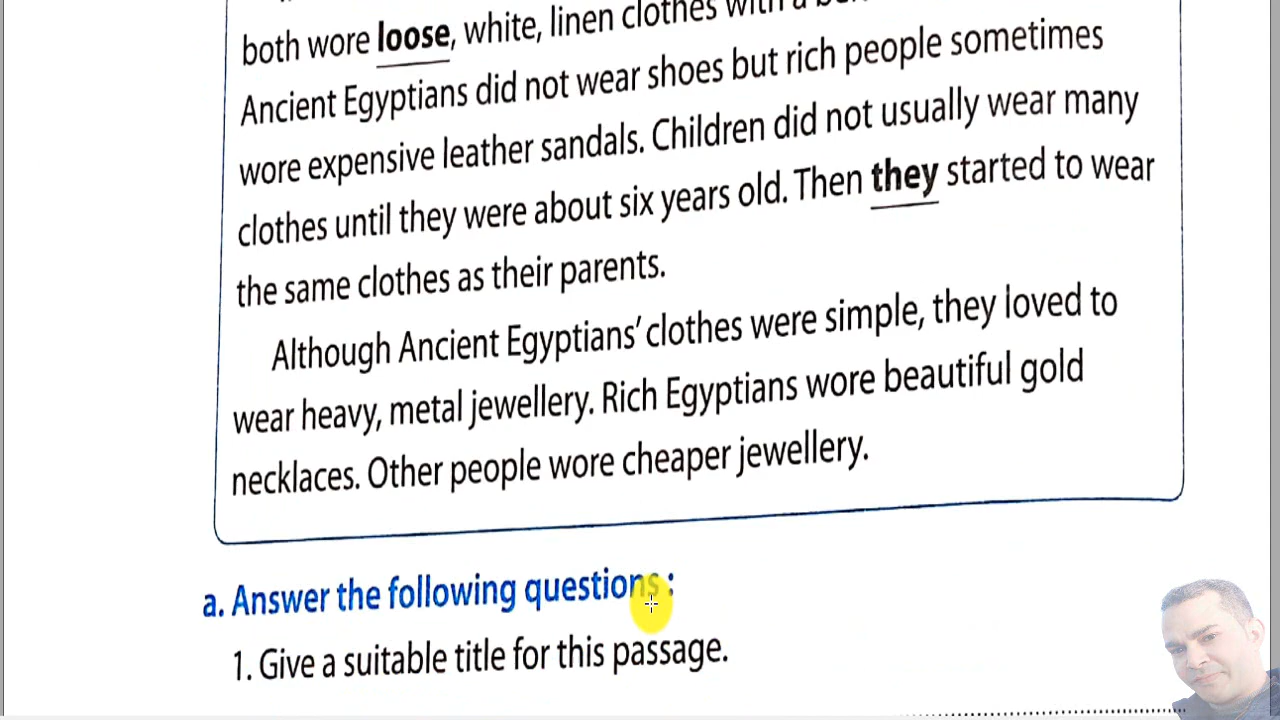 both wore loose, white, linen clothes with a
Ancient Egyptians did not wear shoes but rich people sometimes
wore expensive leather sandals. Children did not usually wear many
clothes until they were about six years old. Then they started to wear
the same clothes as their parents.
Although Ancient Egyptians' clothes were simple, they loved to
wear heavy, metal jewellery. Rich Egyptians wore beautiful gold
necklaces. Other people wore cheaper jewellery.
a. Answer the following questions :
1. Give a suitable title for this passage.